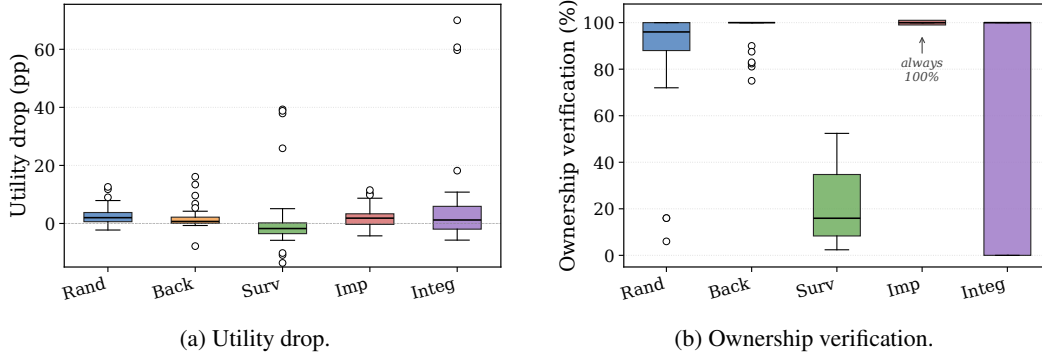 Utility drop (pp)
60
40
20
0
Rand
Back
Surv
Imp
Integ
(a) Utility drop.
Ownership verification (%)
100
80
60
40
20
0
always
100%
Rand
Back
Surv
Imp
Integ
(b) Ownership verification.